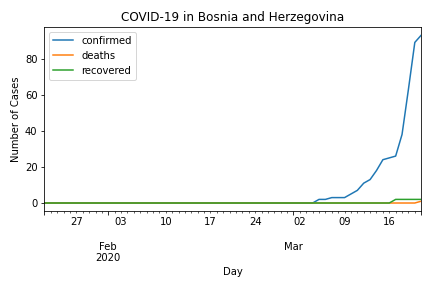 COVID-19 in Bosnia and Herzegovina
confirmed
deaths
recovered
Number of Cases
80
60
40
20
0
27 03 10 17 24 02 09 16
Feb Mar
2020
Day